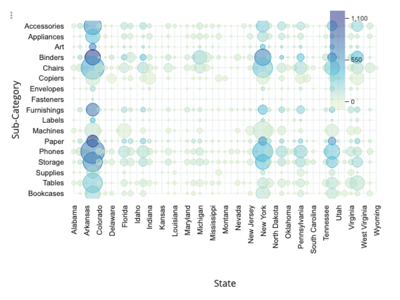 1,100
550
0
Sub-Category
Accessories
Appliances
Art
Binders
Chairs
Copiers
Envelopes
Fasteners
Furnishings
Labels
Machines
Paper
Phones
Storage
Supplies
Tables
Bookcases
Alabama
Arkansas
Colorado
Delaware
Florida
Idaho
Indiana
Kansas
Louisiana
Maryland
Michigan
Mississippi
Montana
Nevada
New Jersey
New York
North Dakota
Oklahoma
Pennsylvania
South Carolina
Tennessee
Utah
Virginia
West Virginia
Wyoming
State